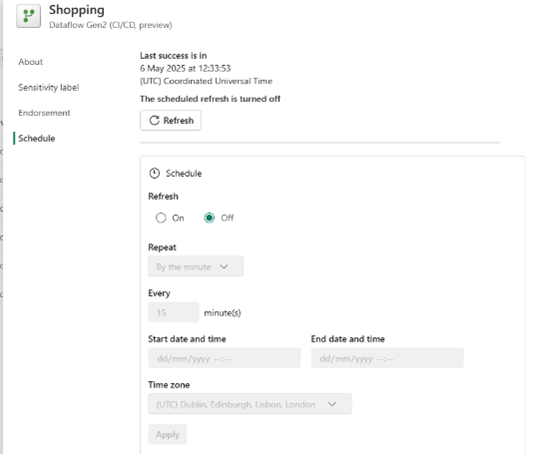 Shopping
Dataflow Gen2 (CI/CD, preview)
About
Sensitivity label
Endorsement
Schedule
Last success is in
6 May 2025 at 12:33:53
(UTC) Coordinated Universal Time
The scheduled refresh is turned off
Refresh
Schedule
Refresh
On Off
Repeat
By the minute
Every
15 minute(s)
Start date and time End date and time
dd/mm/yyyy --:-- dd/mm/yyyy --:--
Time zone
(UTC) Dublin, Edinburgh, Lisbon, London
Apply